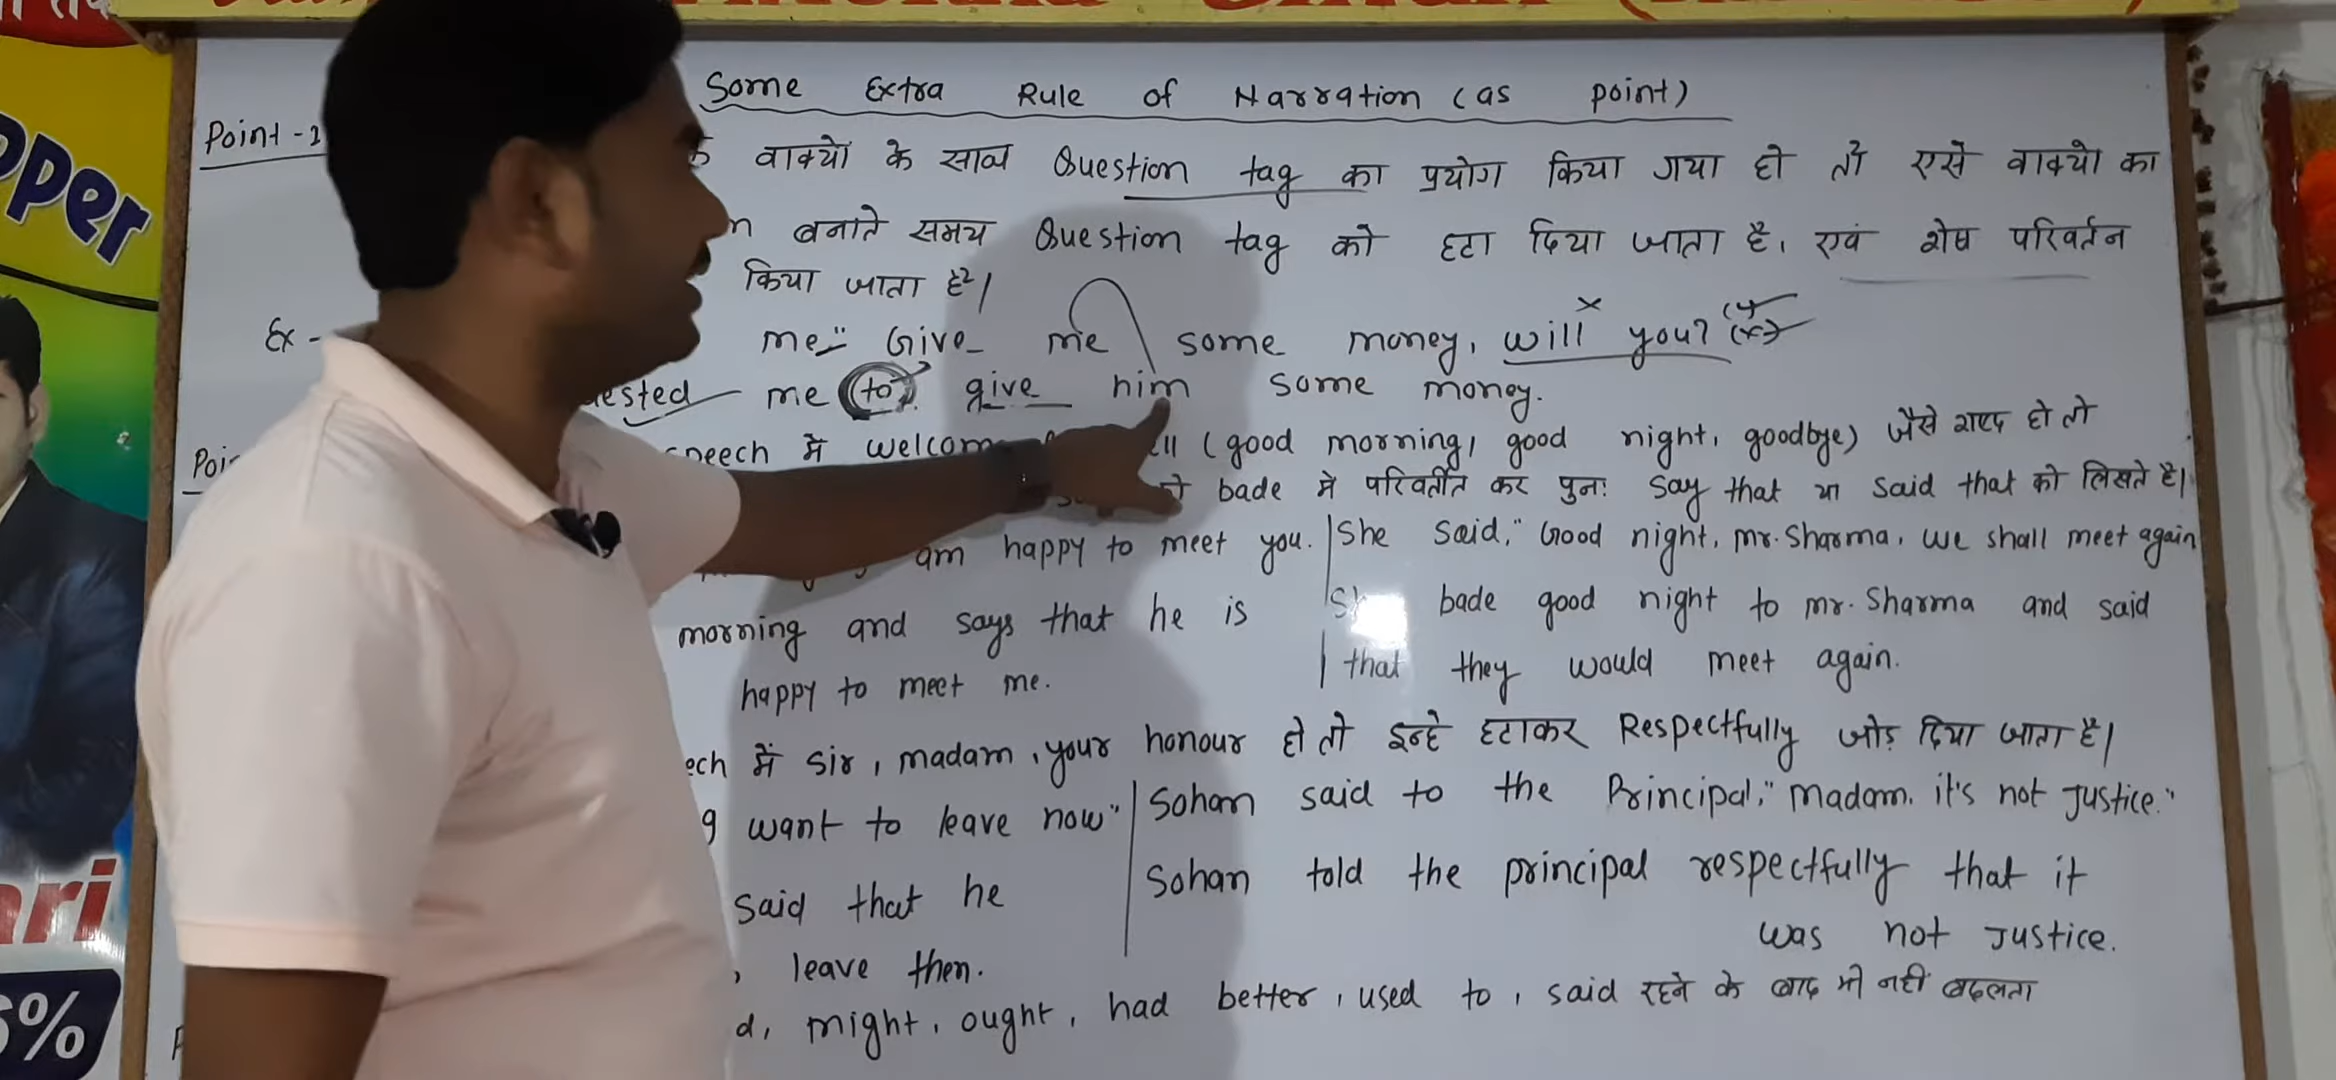 Some Extra Rule of Narration (as point)
Point -1
वाक्यों के साथ Question tag का प्रयोग किया गया हो तो एसे वाक्यो का
बनाते समय Question tag को हटा दिया जाता है, एवं शेष परिवर्तन
किया जाता है।
Ex - me" Give me some money, will you?
me to give him some money.
में welcom (good morning, good night, goodbye) जैसे शब्द हो तो
bade मे परिवर्तीत कर पुनः say that या said that को लिखते है।
am happy to meet you. She said," Good night, Mr. Sharma, we shall meet again
morning and says that he is bade good night to mr. Sharma and said
happy to meet me. that they would meet again.
में sir, madam, your honour हो तो इन्हे हटाकर Respectfully जोड़ दिया जाता है।
want to leave now" Sohan said to the Principal," Madam, it's not Justice."
said that he Sohan told the principal respectfully that it
was not Justice.
leave then.
might, ought, had better, used to, said रहने के बाद भी नहीं बदलता
pper
ari
6%